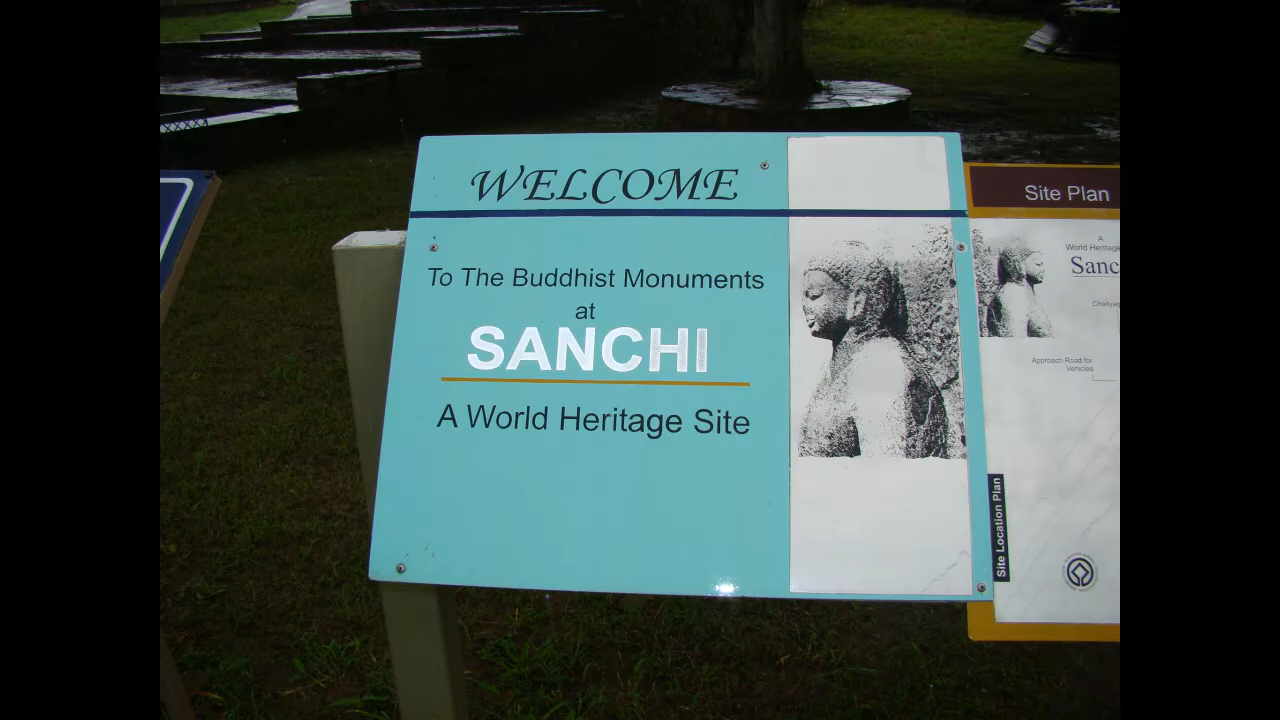 WELCOME
To The Buddhist Monuments
at
SANCHI
A World Heritage Site
Site Plan
A
World Heritage
Sanc
Approach Road for
Vehicles
Site Location Plan